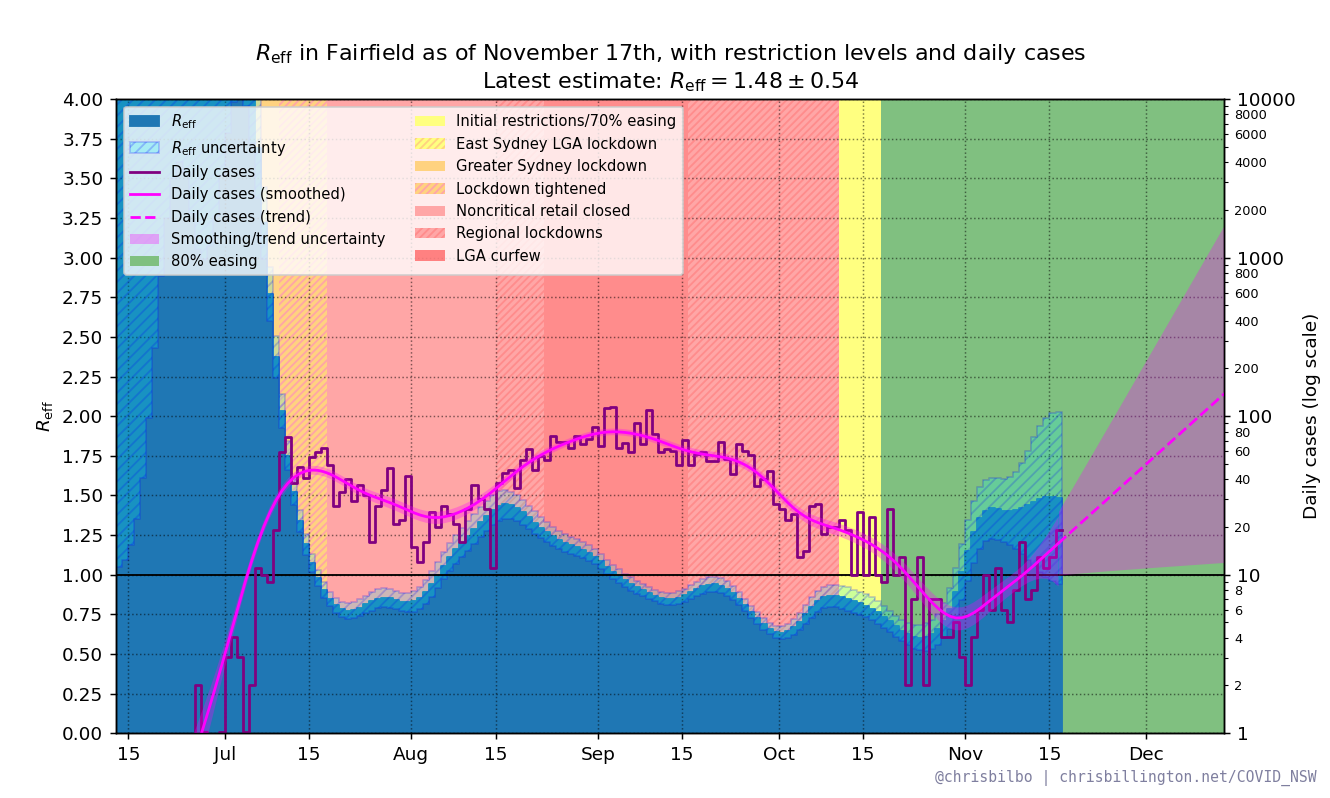 Reff in Fairfield as of November 17th, with restriction levels and daily cases
Latest estimate: Reff = 1.48 ± 0.54
Reff
Reff uncertainty
Daily cases
Daily cases (smoothed)
Daily cases (trend)
Smoothing/trend uncertainty
80% easing
Initial restrictions/70% easing
East Sydney LGA lockdown
Greater Sydney lockdown
Lockdown tightened
Noncritical retail closed
Regional lockdowns
LGA curfew
Reff
4.00
3.75
3.50
3.25
3.00
2.75
2.50
2.25
2.00
1.75
1.50
1.25
1.00
0.75
0.50
0.25
0.00
10000
8000
6000
4000
2000
1000
800
600
400
200
100
80
60
40
20
10
8
6
4
2
1
Daily cases (log scale)
15 Jul 15 Aug 15 Sep 15 Oct 15 Nov 15 Dec
@chrisbilbo | chrisbillington.net/COVID_NSW